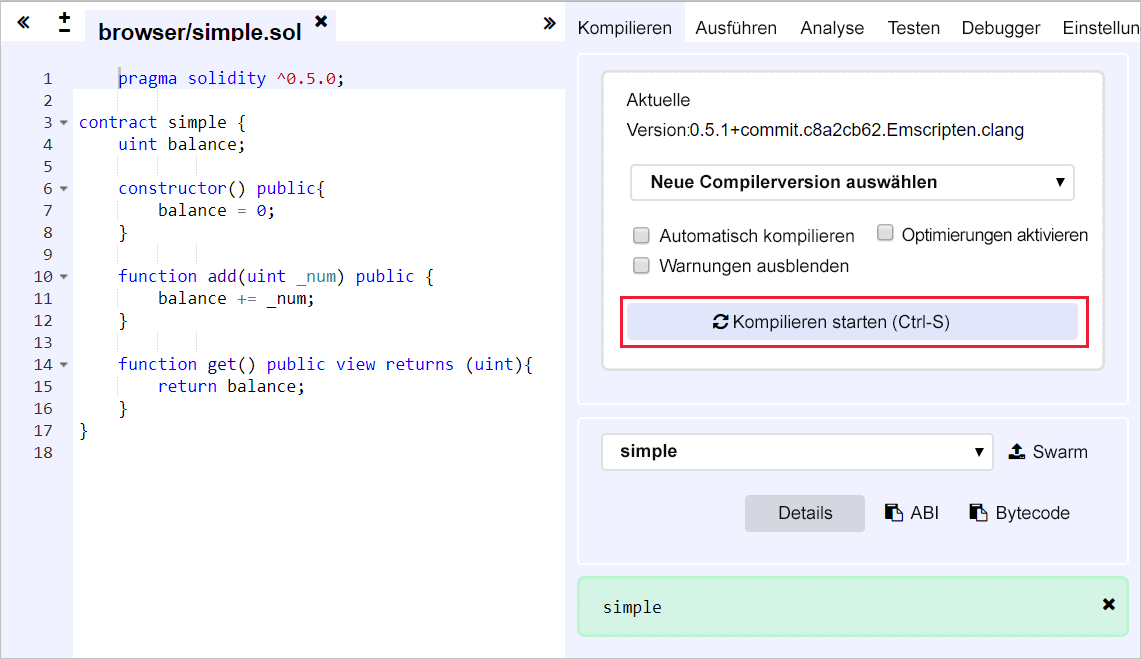 browser/simple.sol
1 pragma solidity ^0.5.0;
2
3 contract simple {
4 uint balance;
5
6 constructor() public{
7 balance = 0;
8 }
9
10 function add(uint _num) public {
11 balance += _num;
12 }
13
14 function get() public view returns (uint){
15 return balance;
16 }
17 }
18
Kompilieren Ausführen Analyse Testen Debugger Einstellun
Aktuelle
Version:0.5.1+commit.c8a2cb62.Emscripten.clang
Neue Compilerversion auswählen
Automatisch kompilieren Optimierungen aktivieren
Warnungen ausblenden
Kompilieren starten (Ctrl-S)
simple Swarm
Details ABI Bytecode
simple